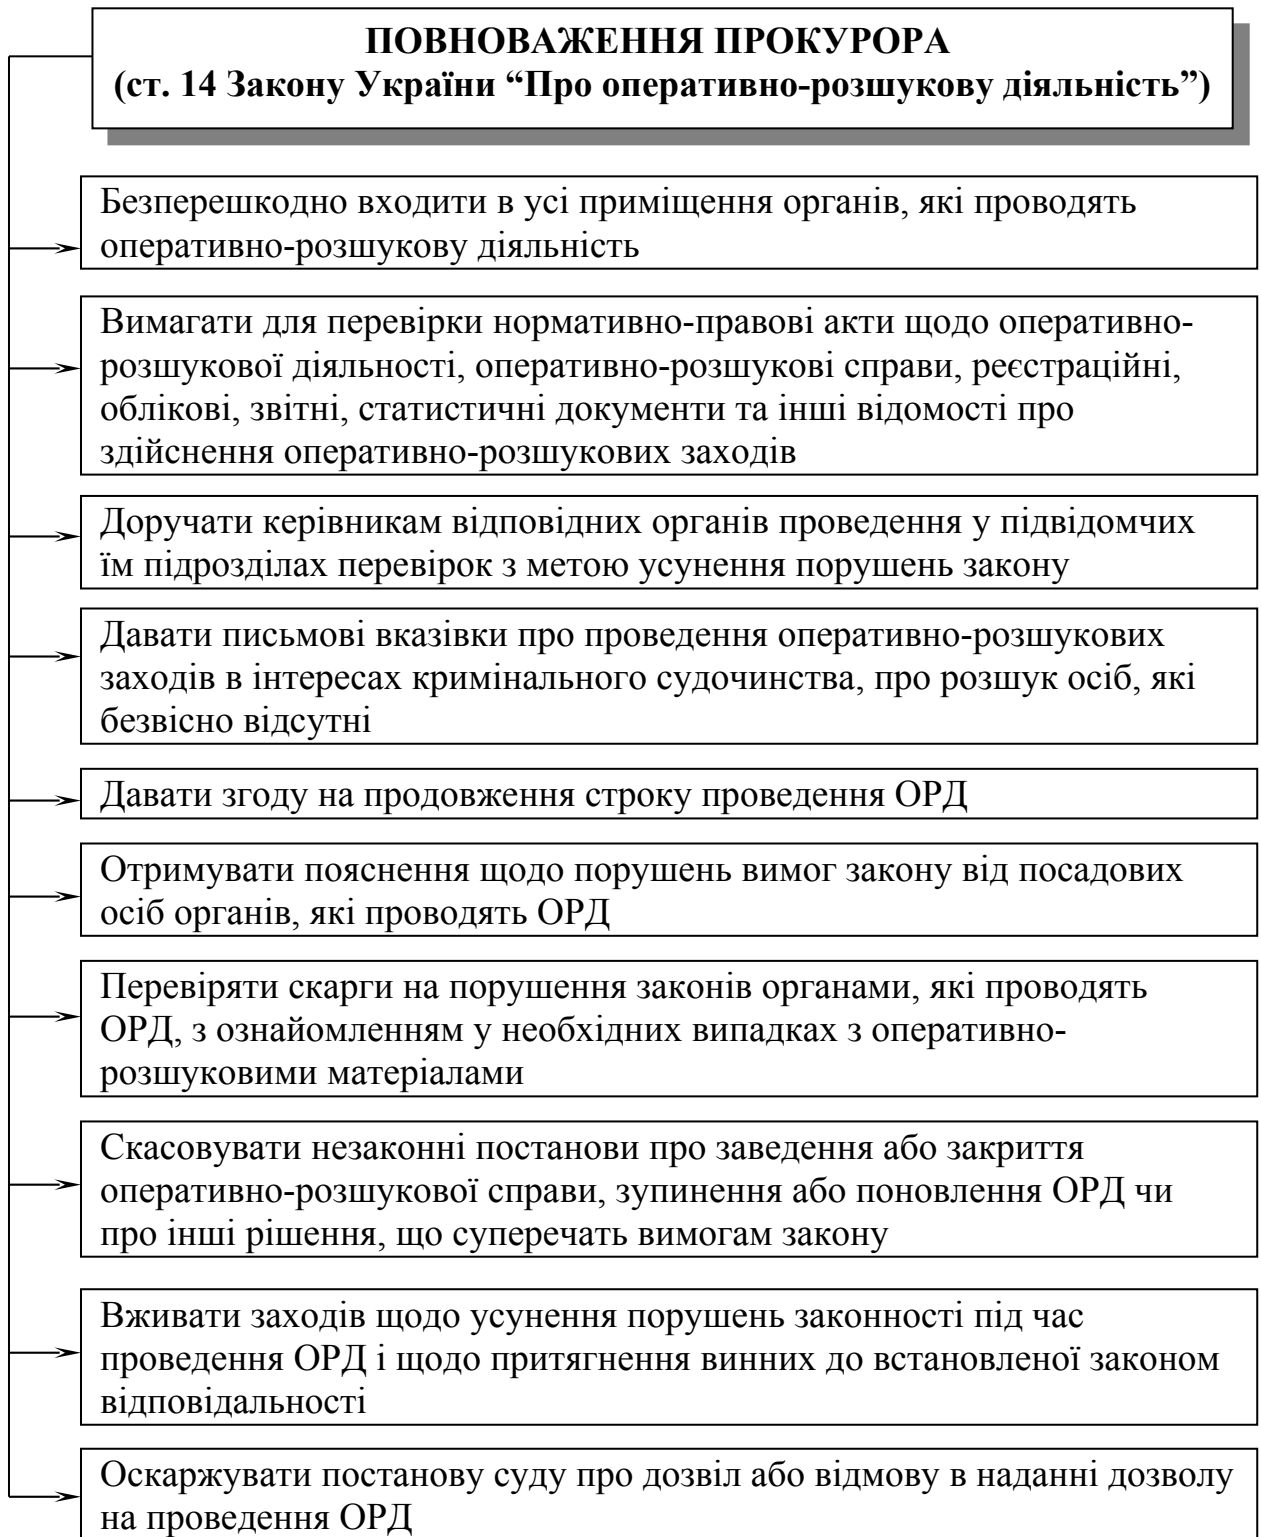 ПОВНОВАЖЕННЯ ПРОКУРОРА
(ст. 14 Закону України “Про оперативно-розшукову діяльність”)
Безперешкодно входити в усі приміщення органів, які проводять
оперативно-розшукову діяльність
Вимагати для перевірки нормативно-правові акти щодо оперативно-
розшукової діяльності, оперативно-розшукові справи, реєстраційні,
облікові, звітні, статистичні документи та інші відомості про
здійснення оперативно-розшукових заходів
Доручати керівникам відповідних органів проведення у підвідомчих
їм підрозділах перевірок з метою усунення порушень закону
Давати письмові вказівки про проведення оперативно-розшукових
заходів в інтересах кримінального судочинства, про розшук осіб, які
безвісно відсутні
Давати згоду на продовження строку проведення ОРД
Отримувати пояснення щодо порушень вимог закону від посадових
осіб органів, які проводять ОРД
Перевіряти скарги на порушення законів органами, які проводять
ОРД, з ознайомленням у необхідних випадках з оперативно-
розшуковими матеріалами
Скасовувати незаконні постанови про заведення або закриття
оперативно-розшукової справи, зупинення або поновлення ОРД чи
про інші рішення, що суперечать вимогам закону
Вживати заходів щодо усунення порушень законності під час
проведення ОРД і щодо притягнення винних до встановленої законом
відповідальності
Оскаржувати постанову суду про дозвіл або відмову в наданні дозволу
на проведення ОРД